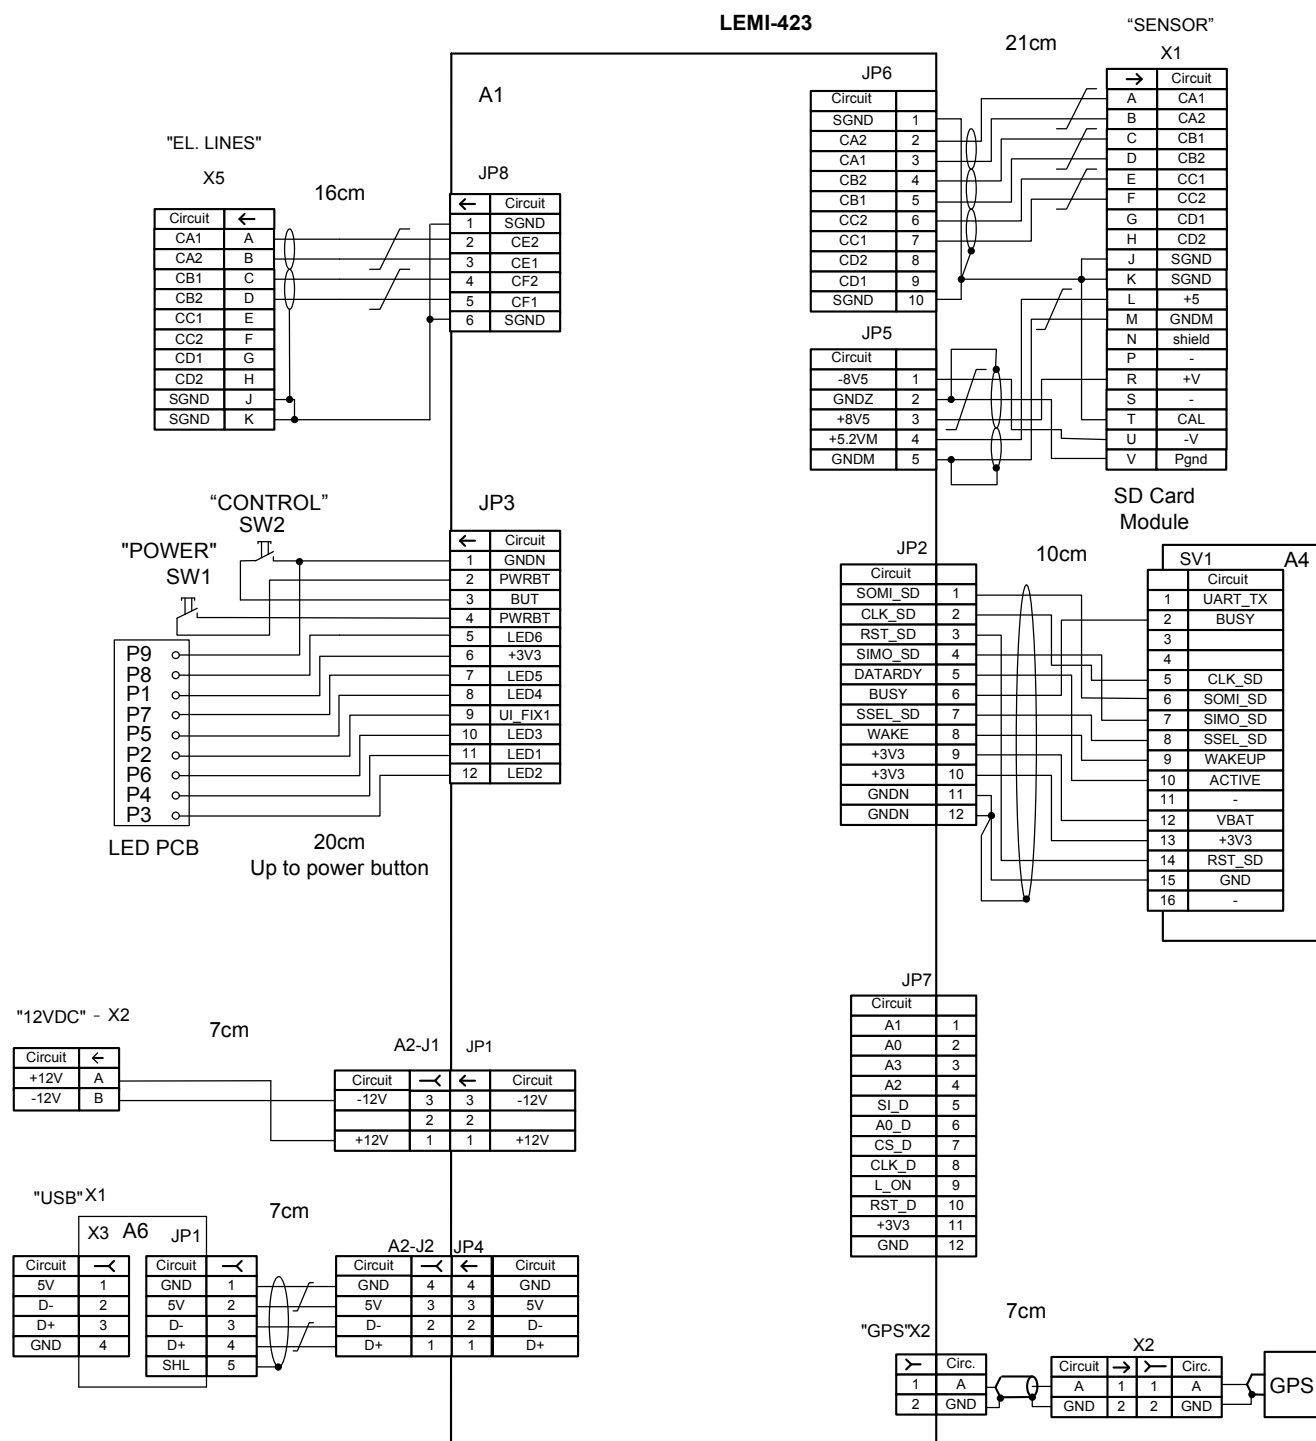 LEMI-423
A1
"EL. LINES"
X5
16cm
Circuit ←
CA1 A
CA2 B
CB1 C
CB2 D
CC1 E
CC2 F
CD1 G
CD2 H
SGND J
SGND K
JP8
← Circuit
1 SGND
2 CE2
3 CE1
4 CF2
5 CF1
6 SGND
JP6
Circuit
SGND 1
CA2 2
CA1 3
CB2 4
CB1 5
CC2 6
CC1 7
CD2 8
CD1 9
SGND 10
21cm
“SENSOR”
X1
→ Circuit
A CA1
B CA2
C CB1
D CB2
E CC1
F CC2
G CD1
H CD2
J SGND
K SGND
L +5
M GNDM
N shield
P -
R +V
S -
T CAL
U -V
V Pgnd
JP5
Circuit
-8V5 1
GNDZ 2
+8V5 3
+5.2VM 4
GNDM 5
“CONTROL”
SW2
"POWER"
SW1
JP3
← Circuit
1 GNDN
2 PWRBT
3 BUT
4 PWRBT
5 LED6
6 +3V3
7 LED5
8 LED4
9 UI_FIX1
10 LED3
11 LED1
12 LED2
P9
P8
P1
P7
P5
P2
P6
P4
P3
LED PCB
20cm
Up to power button
JP2
Circuit
SOMI_SD 1
CLK_SD 2
RST_SD 3
SIMO_SD 4
DATARDY 5
BUSY 6
SSEL_SD 7
WAKE 8
+3V3 9
+3V3 10
GNDN 11
GNDN 12
10cm
SD Card
Module
SV1
A4
Circuit
1 UART_TX
2 BUSY
3
4
5 CLK_SD
6 SOMI_SD
7 SIMO_SD
8 SSEL_SD
9 WAKEUP
10 ACTIVE
11 -
12 VBAT
13 +3V3
14 RST_SD
15 GND
16 -
JP7
Circuit
A1 1
A0 2
A3 3
A2 4
SI_D 5
A0_D 6
CS_D 7
CLK_D 8
L_ON 9
RST_D 10
+3V3 11
GND 12
"12VDC" - X2
7cm
Circuit ←
+12V A
-12V B
A2-J1 JP1
Circuit ← Circuit
-12V 3 3 -12V
2 2
+12V 1 1 +12V
"USB" X1
7cm
X3 A6 JP1
Circuit
5V 1
D- 2
D+ 3
GND 4
Circuit
GND 1
5V 2
D- 3
D+ 4
SHL 5
A2-J2 JP4
Circuit ← Circuit
GND 4 4 GND
5V 3 3 5V
D- 2 2 D-
D+ 1 1 D+
"GPS"X2
7cm
Circ.
1 A
2 GND
X2
Circuit → Circ.
A 1 1 A
GND 2 2 GND
GPS